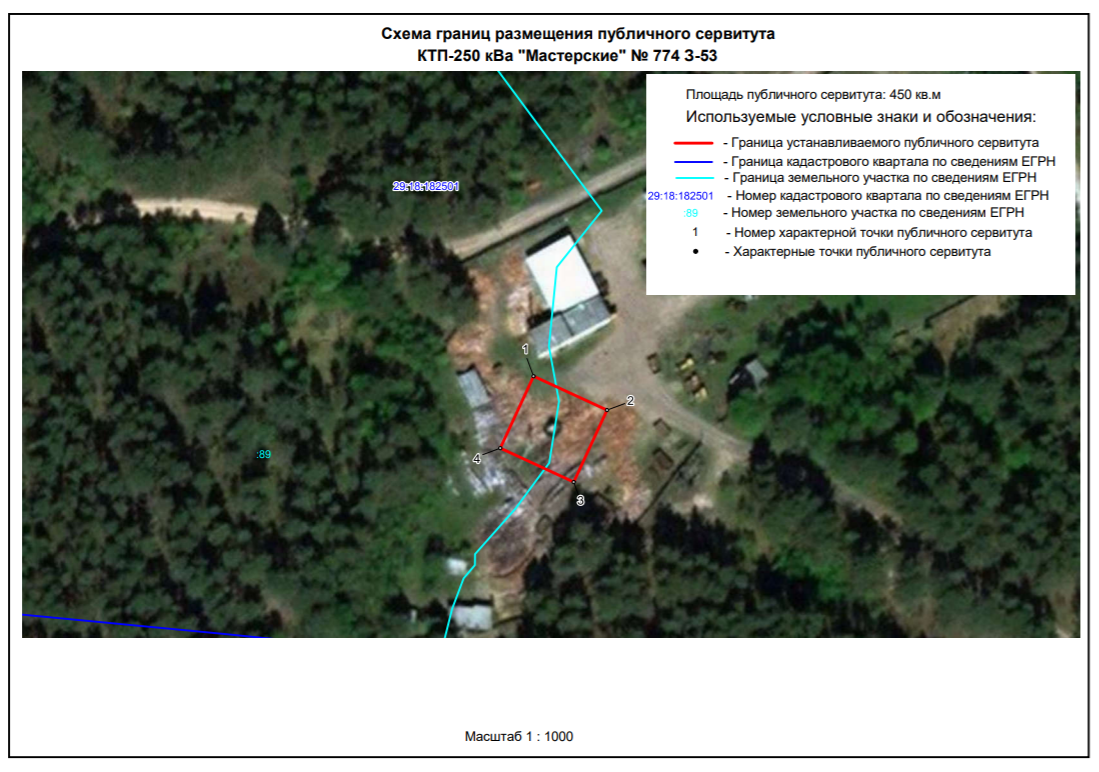 Схема границ размещения публичного сервитута
КТП-250 кВа "Мастерские" № 774 З-53
Площадь публичного сервитута: 450 кв.м
Используемые условные знаки и обозначения:
- Граница устанавливаемого публичного сервитута
- Граница кадастрового квартала по сведениям ЕГРН
- Граница земельного участка по сведениям ЕГРН
29:18:182501 - Номер кадастрового квартала по сведениям ЕГРН
:89 - Номер земельного участка по сведениям ЕГРН
1 - Номер характерной точки публичного сервитута
- Характерные точки публичного сервитута
29:18:182501
1
2
4
:89
3
Масштаб 1 : 1000